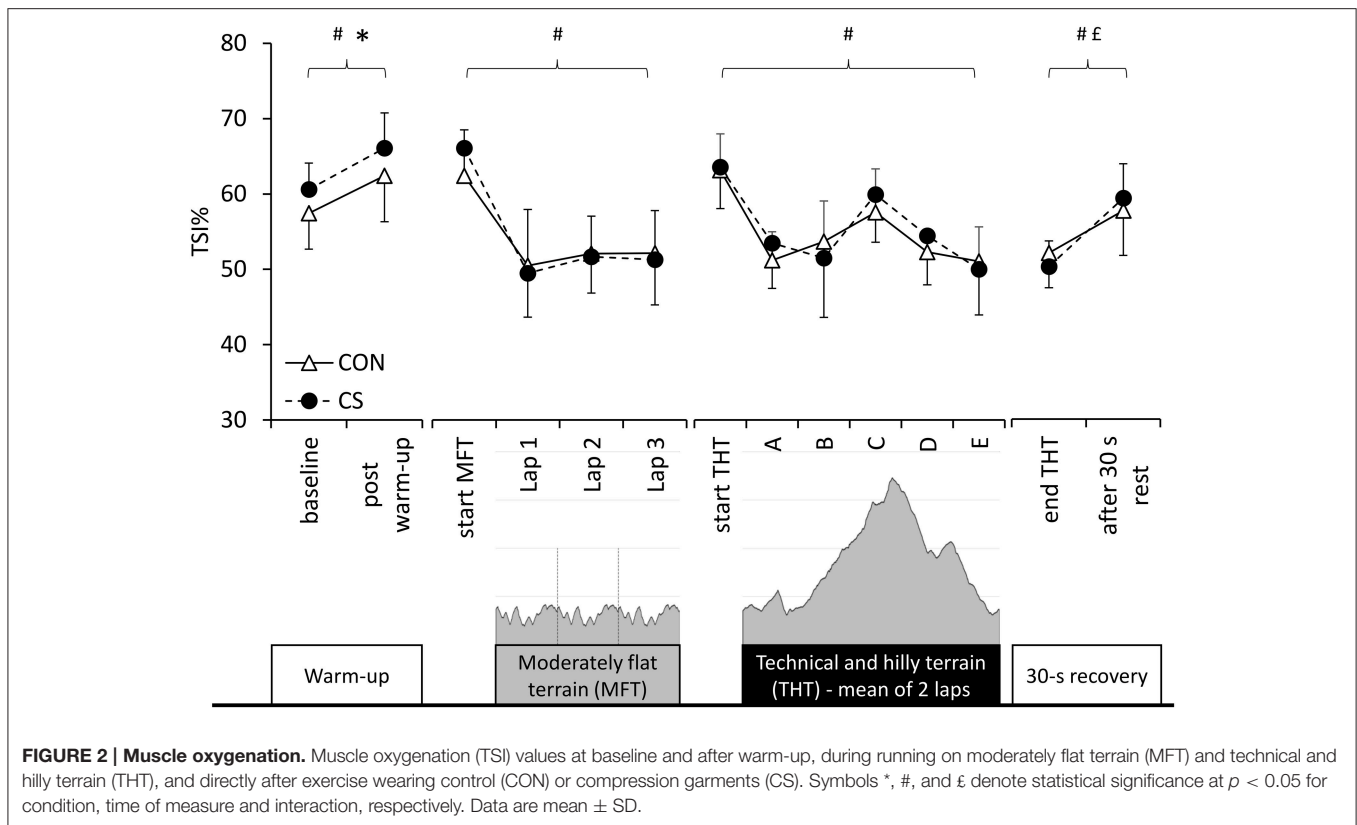 # *
#
#
# £
80
70
60
50
40
30
TSI%
CON
CS
baseline
post
warm-up
start MFT
Lap 1
Lap 2
Lap 3
start THT
A
B
C
D
E
end THT
after 30 s
rest
Warm-up
Moderately flat
terrain (MFT)
Technical and hilly terrain
(THT) - mean of 2 laps
30-s recovery
FIGURE 2 | Muscle oxygenation. Muscle oxygenation (TSI) values at baseline and after warm-up, during running on moderately flat terrain (MFT) and technical and
hilly terrain (THT), and directly after exercise wearing control (CON) or compression garments (CS). Symbols *, #, and £ denote statistical significance at p < 0.05 for
condition, time of measure and interaction, respectively. Data are mean ± SD.